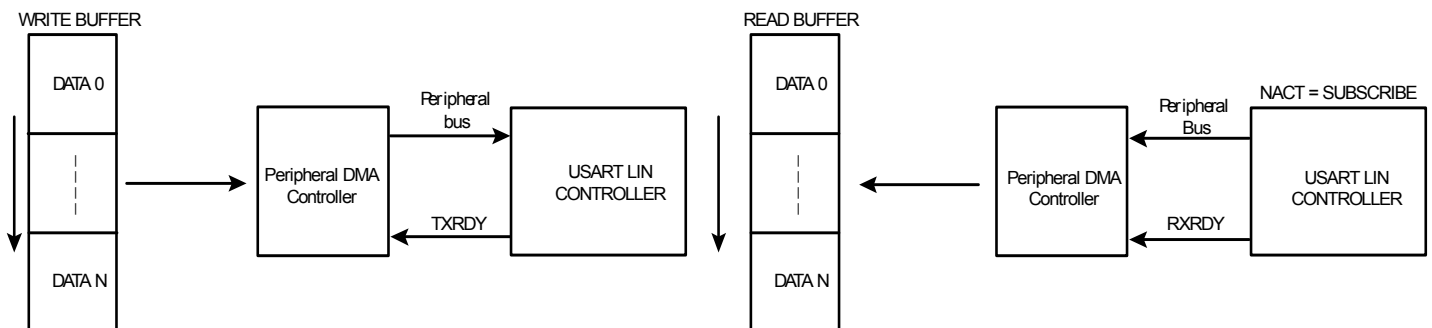 WRITE BUFFER
DATA 0
DATA N
Peripheral DMA
Controller
Peripheral
bus
TXRDY
USART LIN
CONTROLLER
READ BUFFER
DATA 0
DATA N
Peripheral DMA
Controller
Peripheral
Bus
RXRDY
NACT = SUBSCRIBE
USART LIN
CONTROLLER